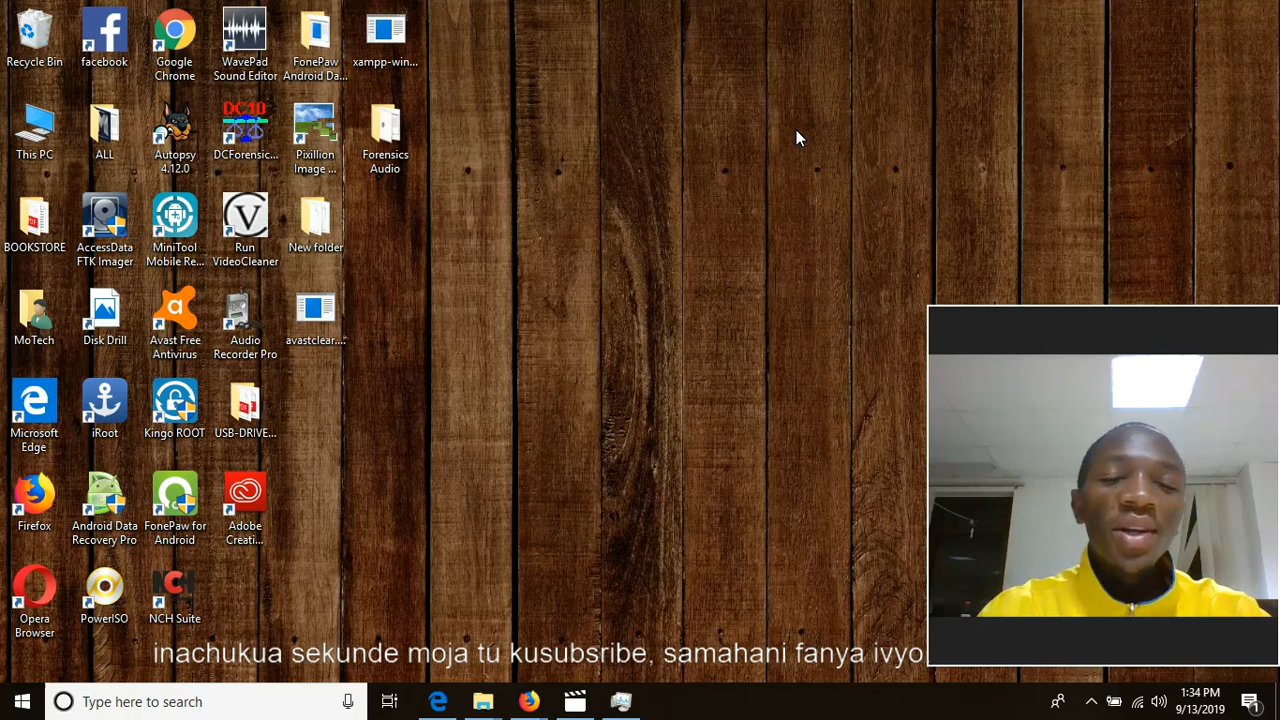 Recycle Bin
facebook
Google
Chrome
WavePad
Sound Editor
FonePaw
Android Da...
xampp-win...
This PC
ALL
Autopsy
4.12.0
DC10
DCForensic...
Pixillion
Image ...
Forensics
Audio
BOOKSTORE
AccessData
FTK Imager
MiniTool
Mobile Re...
V
Run
VideoCleaner
New folder
MoTech
Disk Drill
a
Avast Free
Antivirus
Audio
Recorder Pro
avastclear....
Microsoft
Edge
iRoot
Kingo ROOT
USB-DRIVE...
Firefox
Android Data
Recovery Pro
FonePaw for
Android
Adobe
Creati...
Opera
Browser
PowerISO
NCH
NCH Suite
inachukua sekunde moja tu kusubsribe, samahani fanya ivyo
Type here to search
1:34 PM
9/13/2019
1